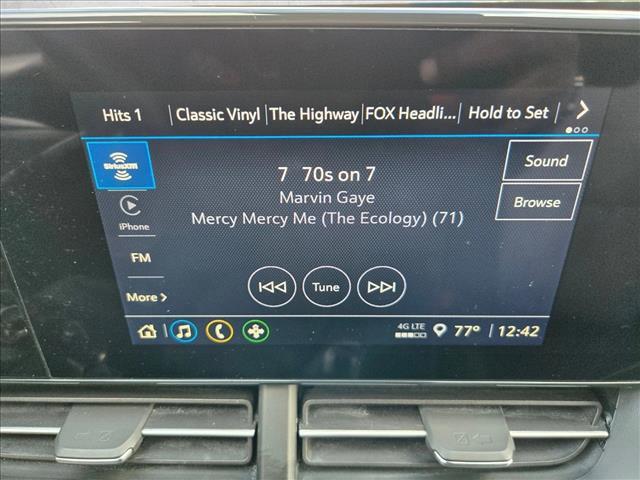 Hits 1 Classic Vinyl The Highway FOX Headli... Hold to Set
SiriusXM
7 70s on 7
Sound
Marvin Gaye
Browse
iPhone
Mercy Mercy Me (The Ecology) (71)
FM
More
Tune
4G LTE 77° 12:42